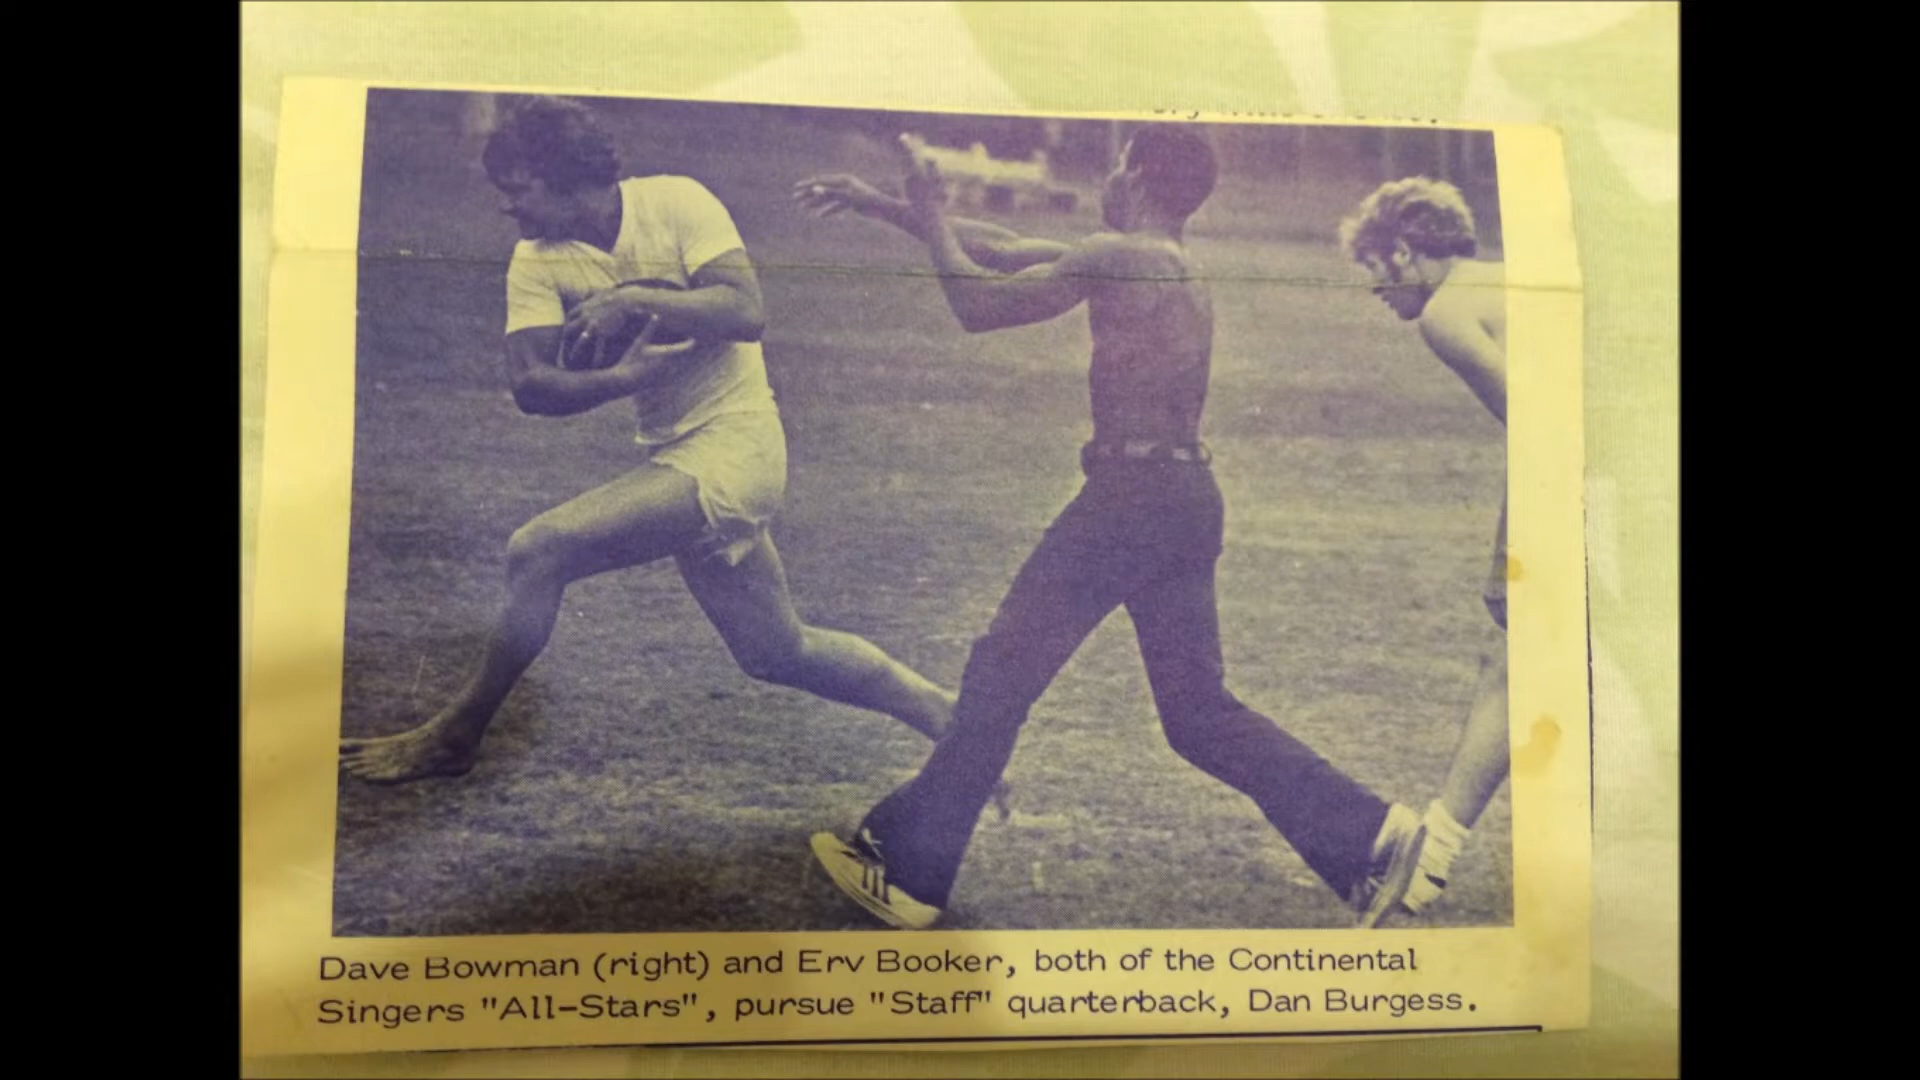 Dave Bowman (right) and Erv Booker, both of the Continental
Singers "All-Stars", pursue "Staff" quarterback, Dan Burgess.